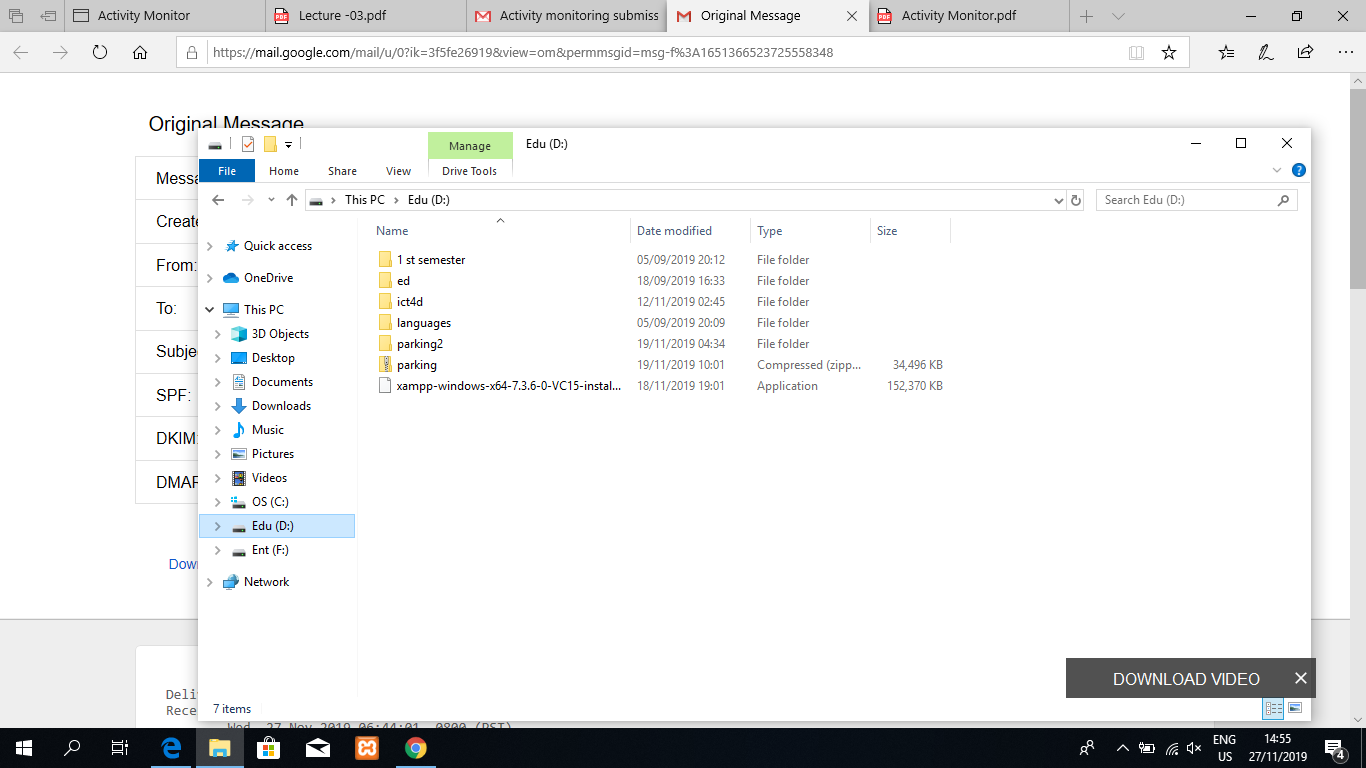 Activity Monitor
Lecture -03.pdf
Activity monitoring submiss
Original Message
Activity Monitor.pdf
https://mail.google.com/mail/u/0?ik=3f5fe26919&view=om&permmsgid=msg-f%3A1651366523725558348
Original Message
Manage
Edu (D:)
File
Home
Share
View
Drive Tools
This PC
Edu (D:)
Search Edu (D:)
Messa
Create
From:
To:
Subje
SPF:
DKIM:
DMAR
Dow
Quick access
OneDrive
This PC
3D Objects
Desktop
Documents
Downloads
Music
Pictures
Videos
OS (C:)
Edu (D:)
Ent (F:)
Network
Name Date modified Type Size
1 st semester 05/09/2019 20:12 File folder
ed 18/09/2019 16:33 File folder
ict4d 12/11/2019 02:45 File folder
languages 05/09/2019 20:09 File folder
parking2 19/11/2019 04:34 File folder
parking 19/11/2019 10:01 Compressed (zipp... 34,496 KB
xampp-windows-x64-7.3.6-0-VC15-instal... 18/11/2019 19:01 Application 152,370 KB
DOWNLOAD VIDEO
7 items
Deli
Rece
Wed, 27 Nov 2019 06:44:01 -0800 (PST)
ENG
US
14:55
27/11/2019
4